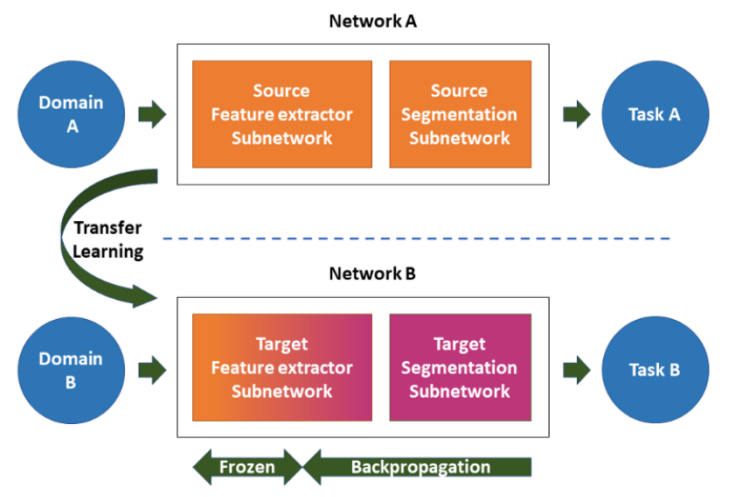 Network A
Domain
A
Source
Feature extractor
Subnetwork
Source
Segmentation
Subnetwork
Task A
Transfer
Learning
Network B
Domain
B
Target
Feature extractor
Subnetwork
Target
Segmentation
Subnetwork
Task B
Frozen
Backpropagation